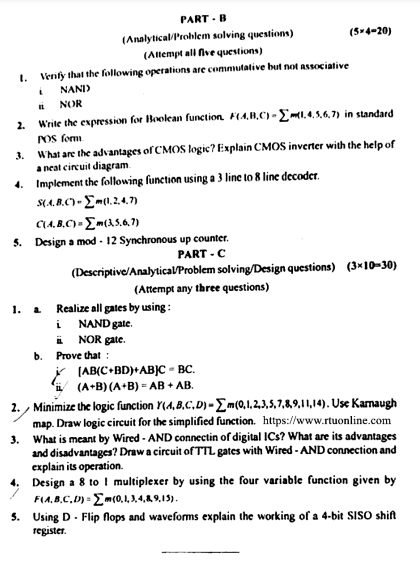 PART - B
(Analytical/Problem solving questions) (5×4=20)
(Attempt all five questions)
1. Verify that the following operations are commutative but not associative
i. NAND
ii. NOR
2. Write the expression for Boolean function, F(A,B,C) = ∑m(1,4,5,6,7) in standard
POS form.
3. What are the advantages of CMOS logic? Explain CMOS inverter with the help of
a neat circuit diagram.
4. Implement the following function using a 3 line to 8 line decoder.
S(A,B,C) = ∑m(1,2,4,7)
C(A,B,C) = ∑m(3,5,6,7)
5. Design a mod - 12 Synchronous up counter.
PART - C
(Descriptive/Analytical/Problem solving/Design questions) (3×10=30)
(Attempt any three questions)
1. a. Realize all gates by using :
i. NAND gate.
ii. NOR gate.
b. Prove that :
i. [AB(C+BD)+AB]C = BC.
ii. (A+B) (A+B) = AB + AB.
2. Minimize the logic function Y(A,B,C,D) = ∑m(0,1,2,3,5,7,8,9,11,14). Use Karnaugh
map. Draw logic circuit for the simplified function. https://www.rtuonline.com
3. What is meant by Wired - AND connectin of digital ICs? What are its advantages
and disadvantages? Draw a circuit of TTL gates with Wired - AND connection and
explain its operation.
4. Design a 8 to 1 multiplexer by using the four variable function given by
F(A,B,C,D) = ∑m(0,1,3,4,8,9,15).
5. Using D - Flip flops and waveforms explain the working of a 4-bit SISO shift
register.